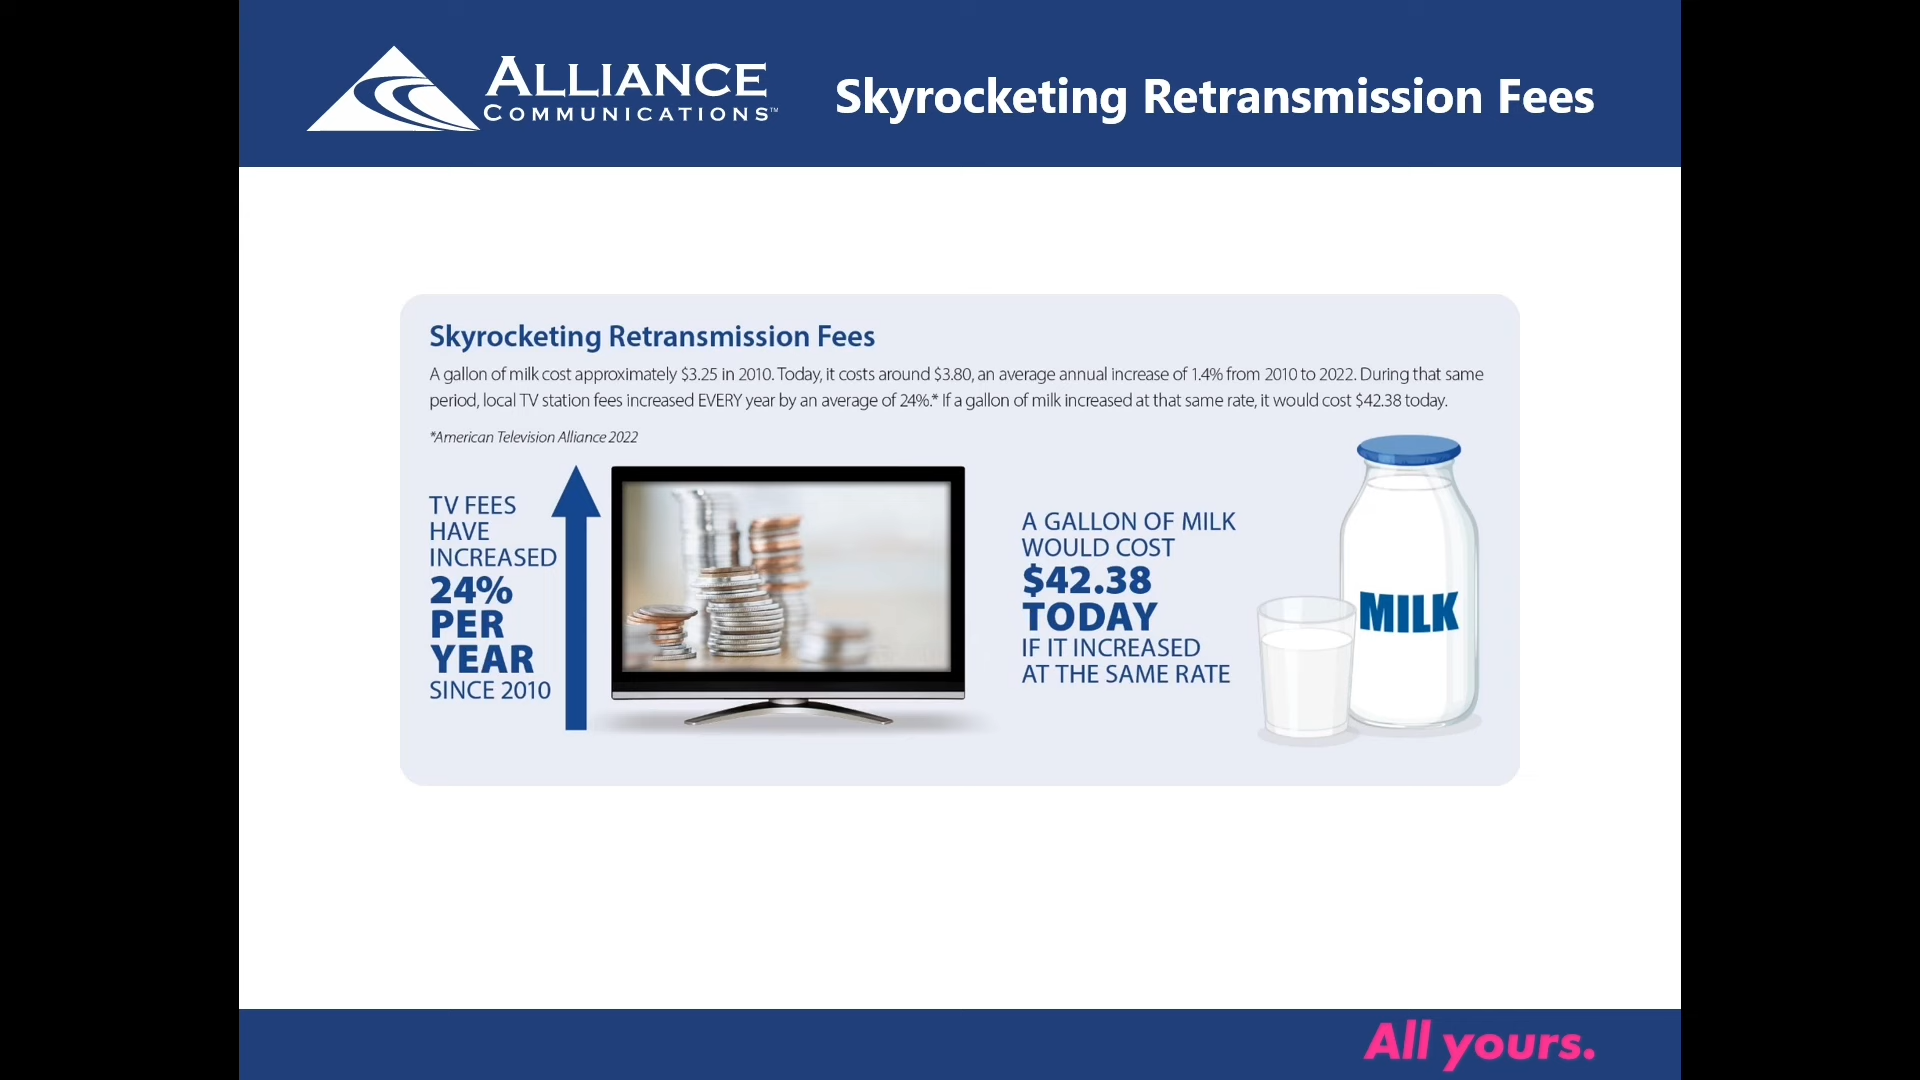 ALLIANCE
COMMUNICATIONS™
Skyrocketing Retransmission Fees
Skyrocketing Retransmission Fees
A gallon of milk cost approximately $3.25 in 2010. Today, it costs around $3.80, an average annual increase of 1.4% from 2010 to 2022. During that same
period, local TV station fees increased EVERY year by an average of 24%.* If a gallon of milk increased at that same rate, it would cost $42.38 today.
*American Television Alliance 2022
TV FEES
HAVE
INCREASED
24%
PER
YEAR
SINCE 2010
A GALLON OF MILK
WOULD COST
$42.38
TODAY
IF IT INCREASED
AT THE SAME RATE
MILK
All yours.